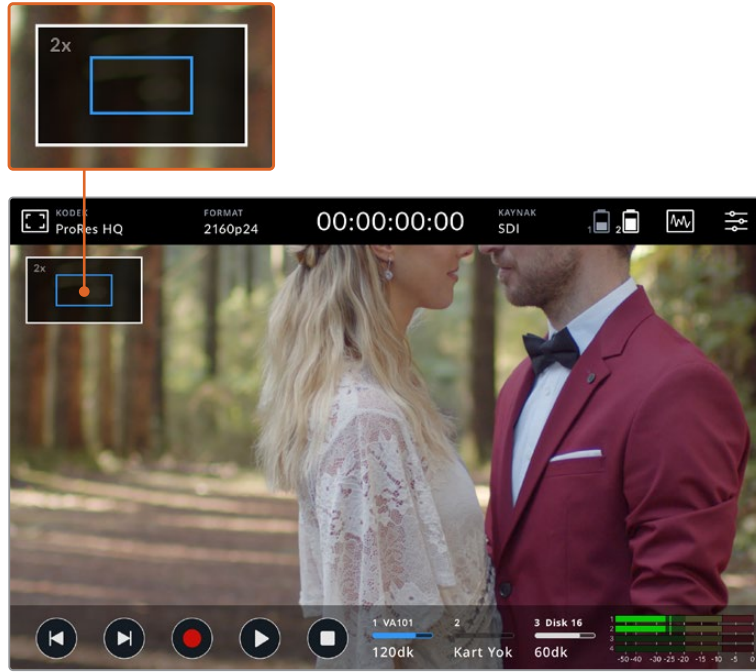 2x
KODEK
ProRes HQ
FORMAT
2160p24
00:00:00:00
KAYNAK
SDI
1
2
2x
1 VA101
120dk
2
Kart Yok
3 Disk 16
60dk
1
2
3
4
-50 -40 -30 -25 -20 -15 -10 -5 0